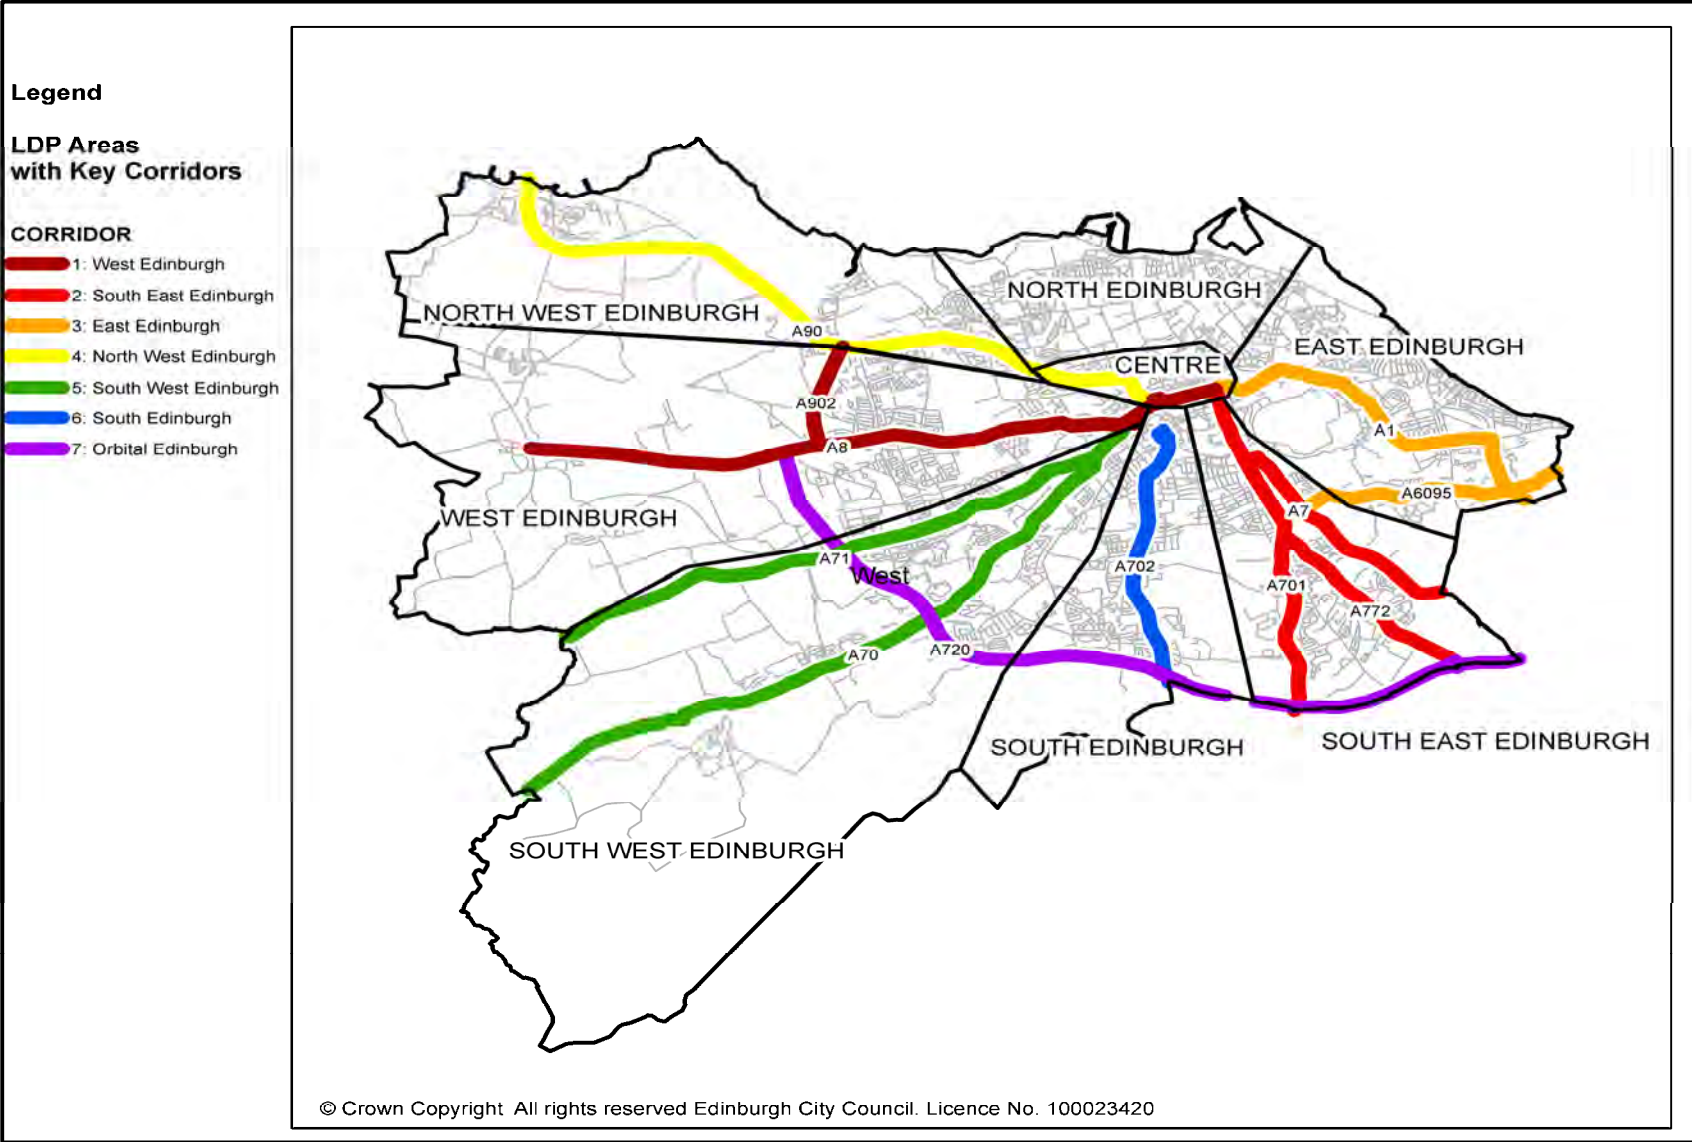 Legend
LDP Areas
with Key Corridors
CORRIDOR
1: West Edinburgh
2: South East Edinburgh
3: East Edinburgh
4: North West Edinburgh
5: South West Edinburgh
6: South Edinburgh
7: Orbital Edinburgh
NORTH EDINBURGH
NORTH WEST EDINBURGH
A90
EAST EDINBURGH
CENTRE
A902
A1
A8
A6095
A7
WEST EDINBURGH
A71
West
A702
A701
A772
A70
A720
SOUTH EDINBURGH
SOUTH EAST EDINBURGH
SOUTH WEST EDINBURGH
© Crown Copyright All rights reserved Edinburgh City Council. Licence No. 100023420